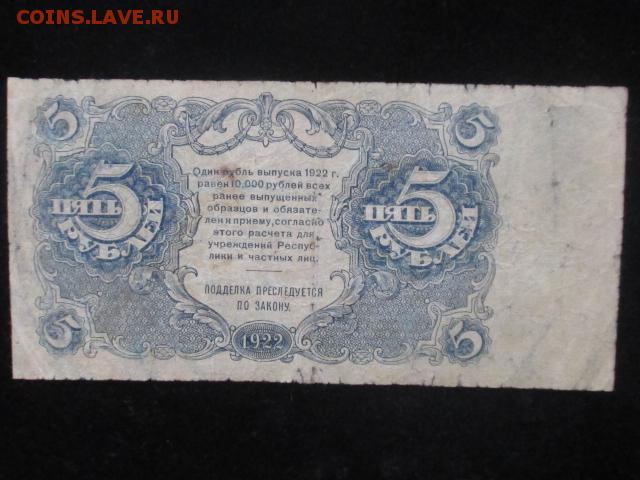 COINS.LAVE.RU
5 5
Один рубль выпуска 1922 г.
равен 10,000 рублей всех
ранее выпущенных
образцов и обязате-
лен к приему, согласно
этого расчета для
учреждений Респуб-
лики и частных лиц.
5 ПЯТЬ РУБЛЕЙ
5 ПЯТЬ РУБЛЕЙ
ПОДДЕЛКА ПРЕСЛЕДУЕТСЯ
ПО ЗАКОНУ.
5 1922 5